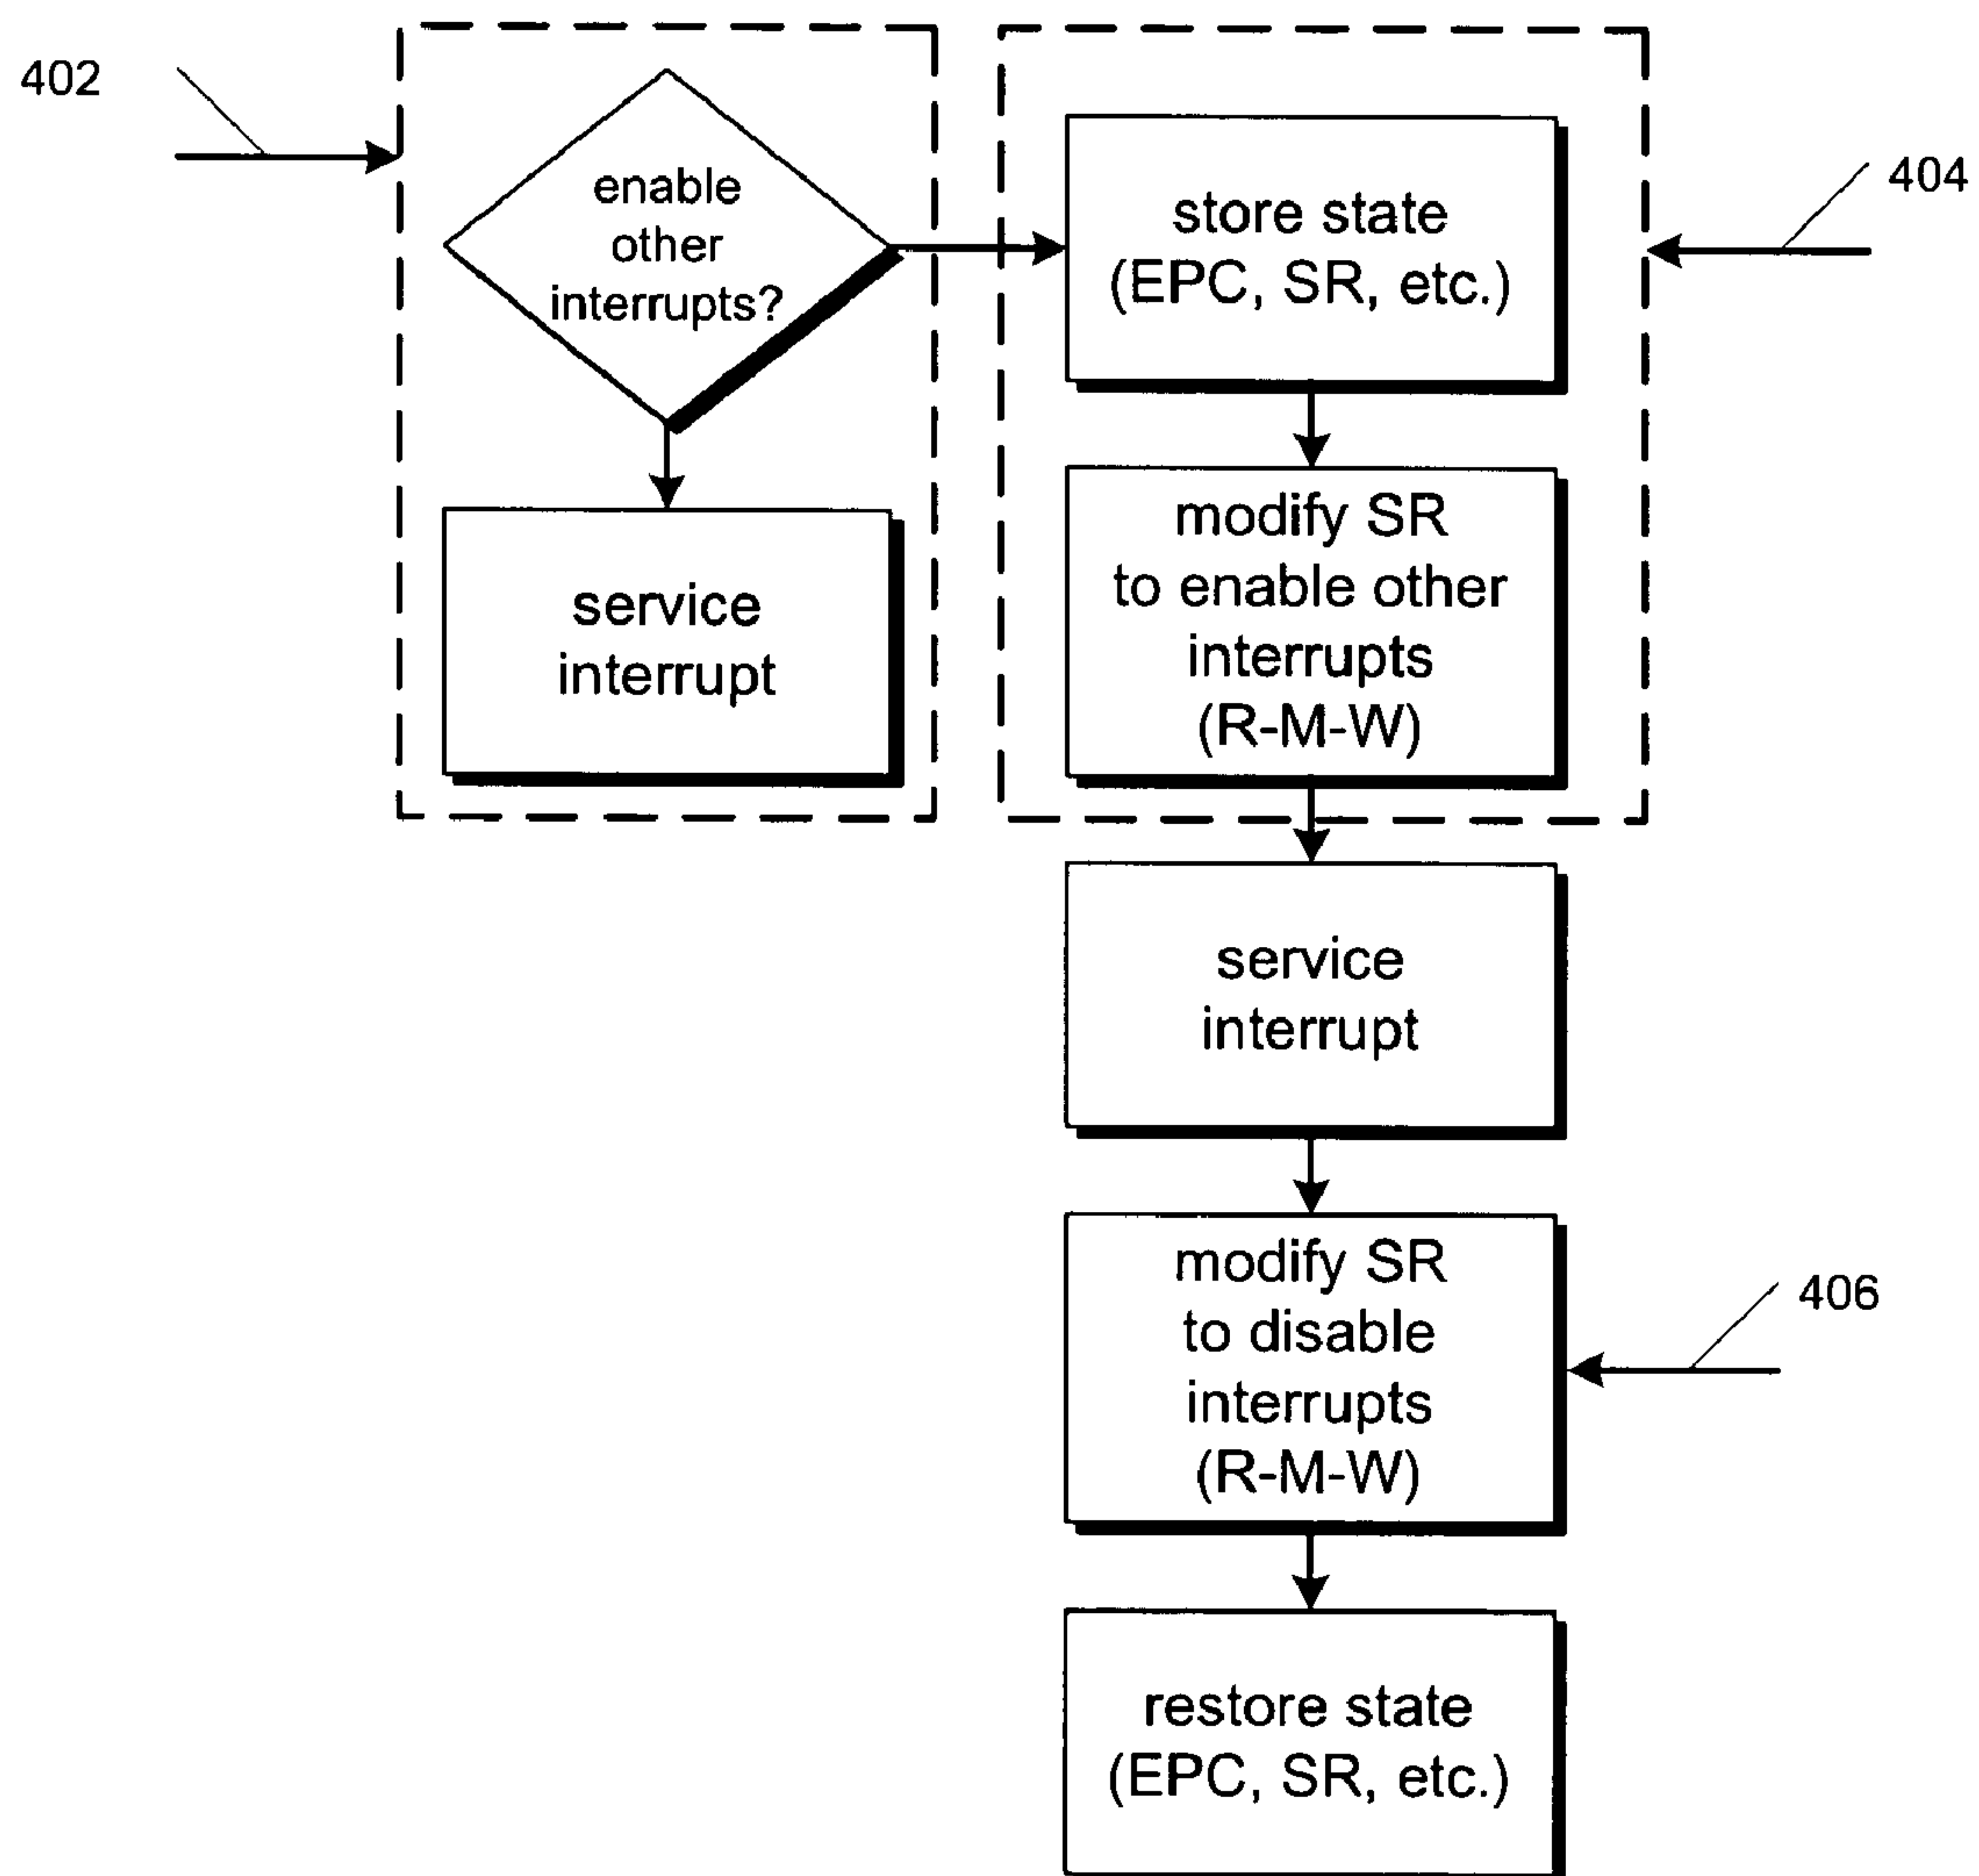 402
enable
other
interrupts?
service
interrupt
404
store state
(EPC, SR, etc.)
modify SR
to enable other
interrupts
(R-M-W)
service
interrupt
406
modify SR
to disable
interrupts
(R-M-W)
restore state
(EPC, SR, etc.)